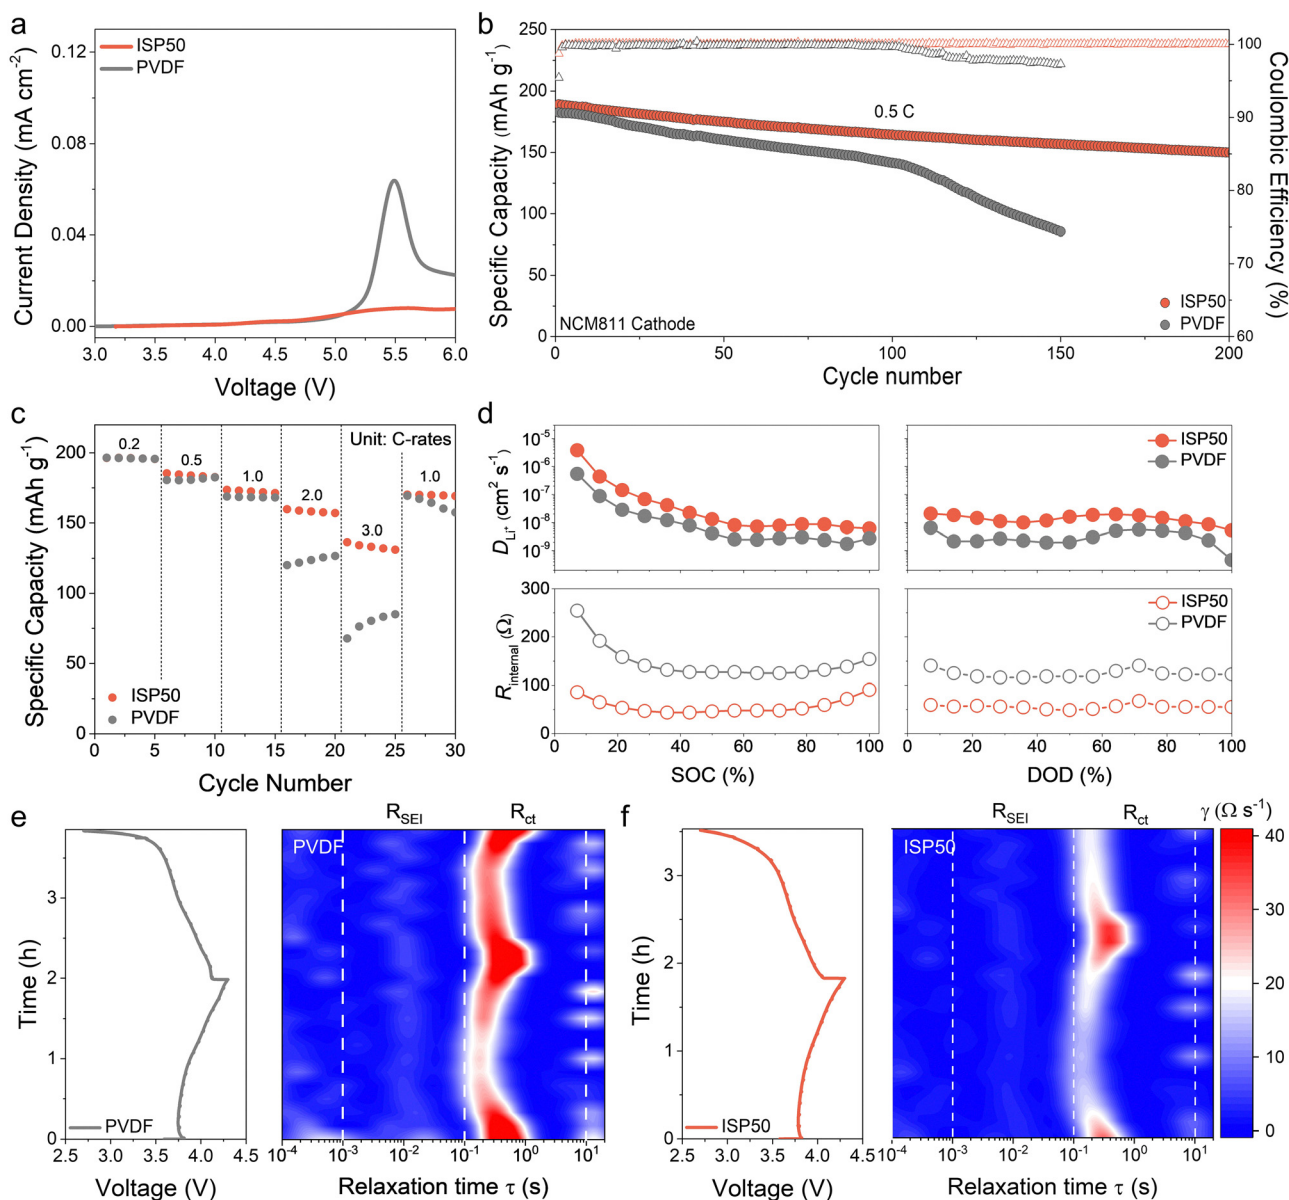 a
ISP50
PVDF
Current Density (mA cm⁻²)
0.12
0.08
0.04
0.00
3.0 3.5 4.0 4.5 5.0 5.5 6.0
Voltage (V)
b
Specific Capacity (mAh g⁻¹)
250
200
150
100
50
0
0.5 C
ISP50
PVDF
NCM811 Cathode
0 50 100 150 200
Cycle number
100
90
80
70
60
Coulombic Efficiency (%)
c
Unit: C-rates
0.2
0.5
1.0
2.0
3.0
1.0
Specific Capacity (mAh g⁻¹)
200
150
100
50
0
ISP50
PVDF
0 5 10 15 20 25 30
Cycle Number
d
D_Li⁺ (cm² s⁻¹)
10⁻⁵
10⁻⁶
10⁻⁷
10⁻⁸
10⁻⁹
ISP50
PVDF
R_internal (Ω)
300
200
100
0
ISP50
PVDF
0 20 40 60 80 100
SOC (%)
0 20 40 60 80 100
DOD (%)
e
Time (h)
3
2
1
0
PVDF
2.5 3.0 3.5 4.0 4.5
Voltage (V)
R_SEI
R_ct
PVDF
10⁻⁴ 10⁻³ 10⁻² 10⁻¹ 10⁰ 10¹
Relaxation time τ (s)
f
Time (h)
3
2
1
0
ISP50
2.5 3.0 3.5 4.0 4.5
Voltage (V)
R_SEI
R_ct
ISP50
10⁻⁴ 10⁻³ 10⁻² 10⁻¹ 10⁰ 10¹
Relaxation time τ (s)
γ (Ω s⁻¹)
40
30
20
10
0